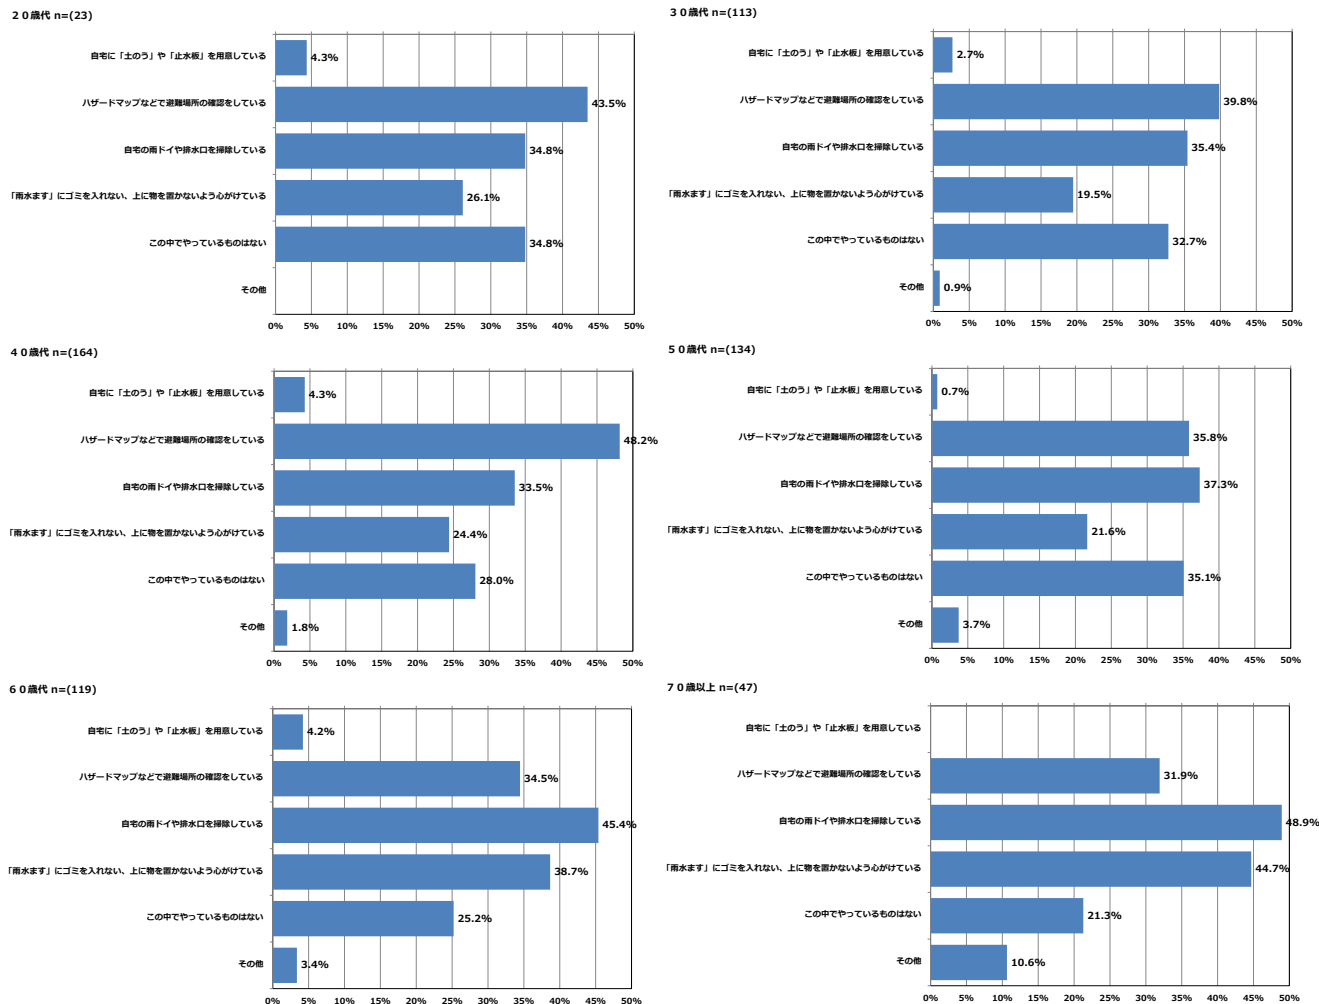 ２０歳代 n=(23)
自宅に「土のう」や「止水板」を用意している
4.3%
ハザードマップなどで避難場所の確認をしている
43.5%
自宅の雨ドイや排水口を掃除している
34.8%
「雨水ます」にゴミを入れない、上に物を置かないよう心がけている
26.1%
この中でやっているものはない
34.8%
その他
0% 5% 10% 15% 20% 25% 30% 35% 40% 45% 50%
３０歳代 n=(113)
自宅に「土のう」や「止水板」を用意している
2.7%
ハザードマップなどで避難場所の確認をしている
39.8%
自宅の雨ドイや排水口を掃除している
35.4%
「雨水ます」にゴミを入れない、上に物を置かないよう心がけている
19.5%
この中でやっているものはない
32.7%
その他
0.9%
0% 5% 10% 15% 20% 25% 30% 35% 40% 45% 50%
４０歳代 n=(164)
自宅に「土のう」や「止水板」を用意している
4.3%
ハザードマップなどで避難場所の確認をしている
48.2%
自宅の雨ドイや排水口を掃除している
33.5%
「雨水ます」にゴミを入れない、上に物を置かないよう心がけている
24.4%
この中でやっているものはない
28.0%
その他
1.8%
0% 5% 10% 15% 20% 25% 30% 35% 40% 45% 50%
５０歳代 n=(134)
自宅に「土のう」や「止水板」を用意している
0.7%
ハザードマップなどで避難場所の確認をしている
35.8%
自宅の雨ドイや排水口を掃除している
37.3%
「雨水ます」にゴミを入れない、上に物を置かないよう心がけている
21.6%
この中でやっているものはない
35.1%
その他
3.7%
0% 5% 10% 15% 20% 25% 30% 35% 40% 45% 50%
６０歳代 n=(119)
自宅に「土のう」や「止水板」を用意している
4.2%
ハザードマップなどで避難場所の確認をしている
34.5%
自宅の雨ドイや排水口を掃除している
45.4%
「雨水ます」にゴミを入れない、上に物を置かないよう心がけている
38.7%
この中でやっているものはない
25.2%
その他
3.4%
0% 5% 10% 15% 20% 25% 30% 35% 40% 45% 50%
７０歳以上 n=(47)
自宅に「土のう」や「止水板」を用意している
ハザードマップなどで避難場所の確認をしている
31.9%
自宅の雨ドイや排水口を掃除している
48.9%
「雨水ます」にゴミを入れない、上に物を置かないよう心がけている
44.7%
この中でやっているものはない
21.3%
その他
10.6%
0% 5% 10% 15% 20% 25% 30% 35% 40% 45% 50%